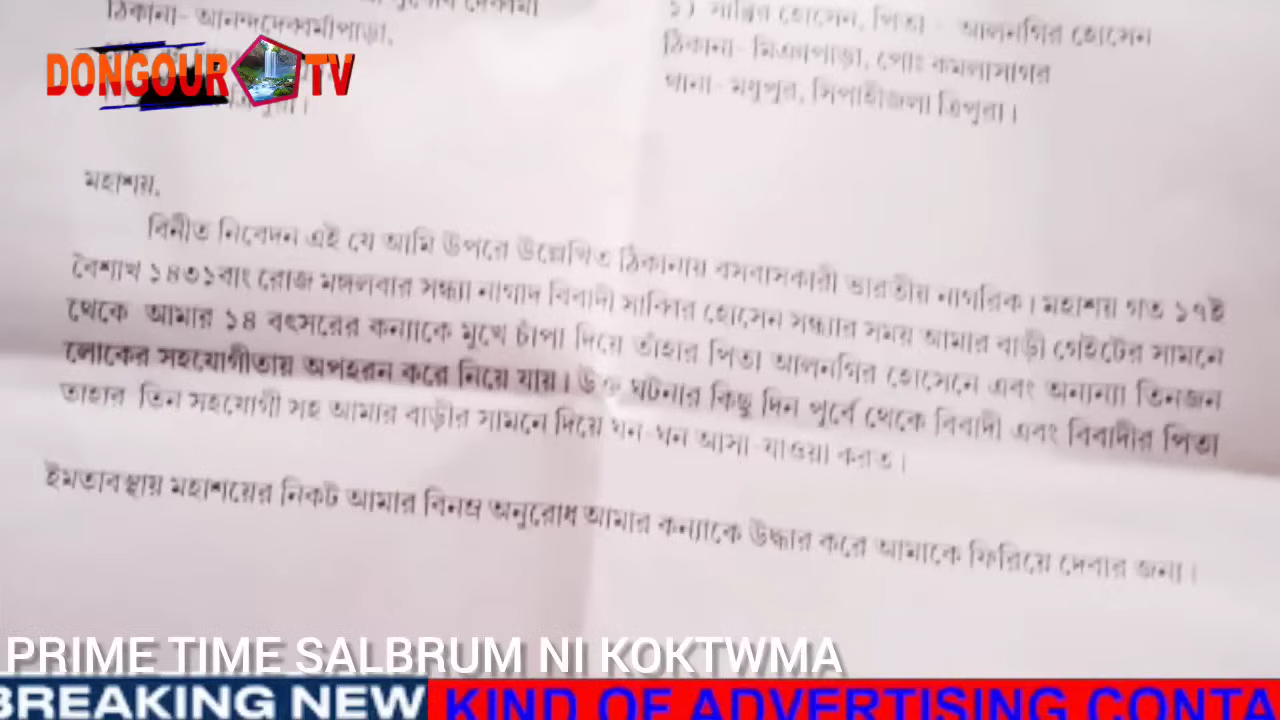 ঠিকানা- আনন্দদেব্বর্মাপাড়া,
১) সাব্বির হোসেন, পিতা - আলমগির হোসেন
ঠিকানা- মিঞাপাড়া, পোঃ কমলাসাগর
থানা- মধুপুর, সিপাহীজলা ত্রিপুরা।
DONGOUR TV
মহাশয়,
বিনীত নিবেদন এই যে আমি উপরে উল্লেখিত ঠিকানায় বসবাসকারী ভারতীয় নাগরিক। মহাশয় গত ১৭ই
বৈশাখ ১৪৩১বাং রোজ মঙ্গলবার সন্ধ্যা নাগাদ বিবাদী সাব্বির হোসেন সন্ধ্যার সময় আমার বাড়ী গেইটের সামনে
থেকে আমার ১৪ বৎসরের কন্যাকে মুখে চাঁপা দিয়ে তাঁহার পিতা আলমগির হোসেনে এবং অন্যান্যা তিনজন
লোকের সহযোগীতায় অপহরন করে নিয়ে যায়। উক্ত ঘটনার কিছু দিন পূর্বে থেকে বিবাদী এবং বিবাদীর পিতা
তাহার তিন সহযোগী সহ আমার বাড়ীর সামনে দিয়ে ঘন-ঘন আসা-যাওয়া করত।
ইমতাবস্থায় মহাশয়ের নিকট আমার বিনম্র অনুরোধ আমার কন্যাকে উদ্ধার করে আমাকে ফিরিয়ে দেবার জন্য।
PRIME TIME SALBRUM NI KOKTWMA
BREAKING NEW
KIND OF ADVERTISING CONTA